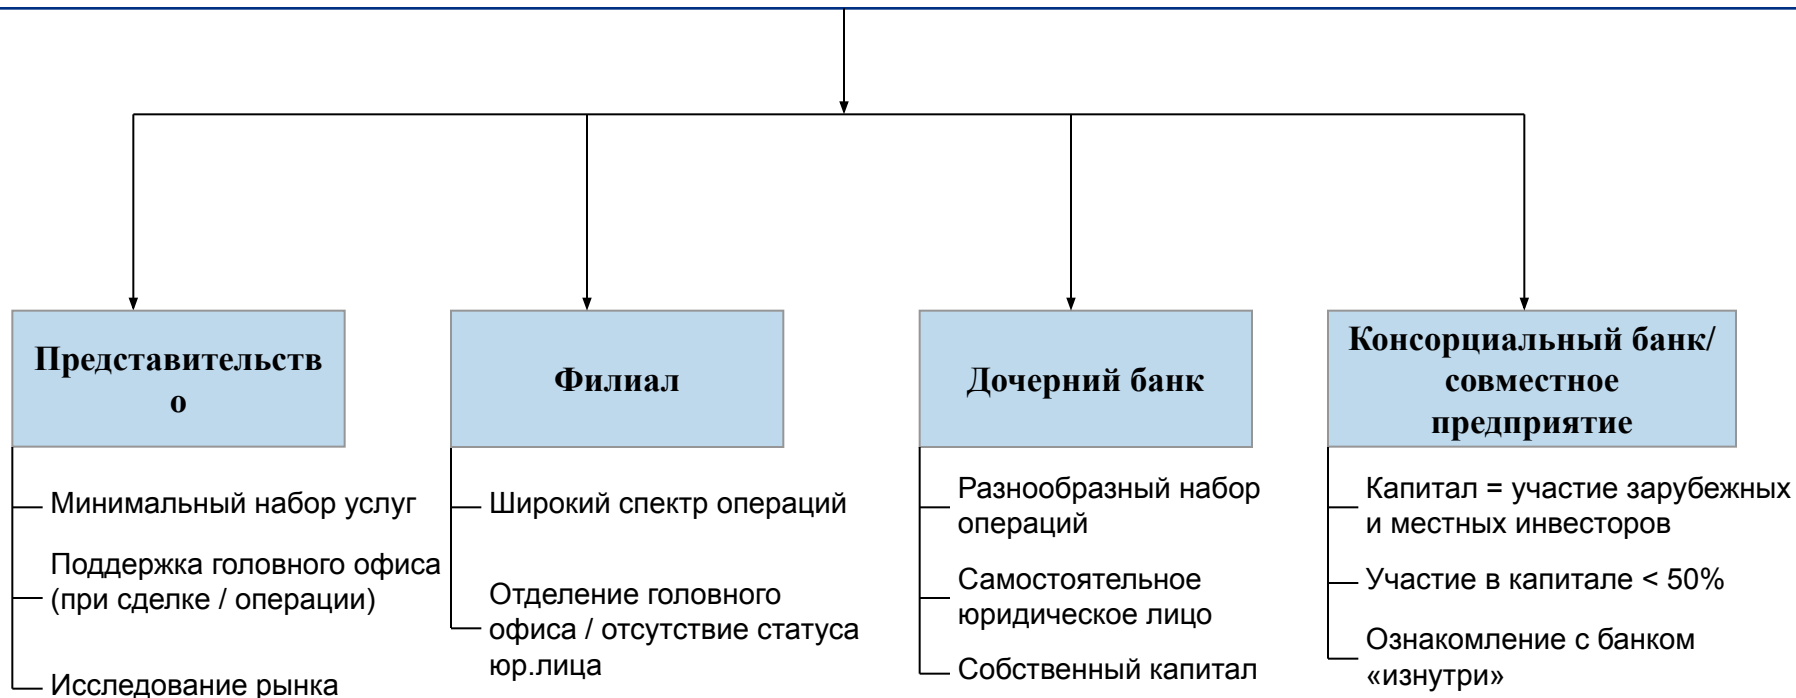 Представительств
о
Минимальный набор услуг
Поддержка головного офиса
(при сделке / операции)
Исследование рынка
Филиал
Широкий спектр операций
Отделение головного
офиса / отсутствие статуса
юр.лица
Дочерний банк
Разнообразный набор
операций
Самостоятельное
юридическое лицо
Собственный капитал
Консорциальный банк/
совместное
предприятие
Капитал = участие зарубежных
и местных инвесторов
Участие в капитале < 50%
Ознакомление с банком
«изнутри»